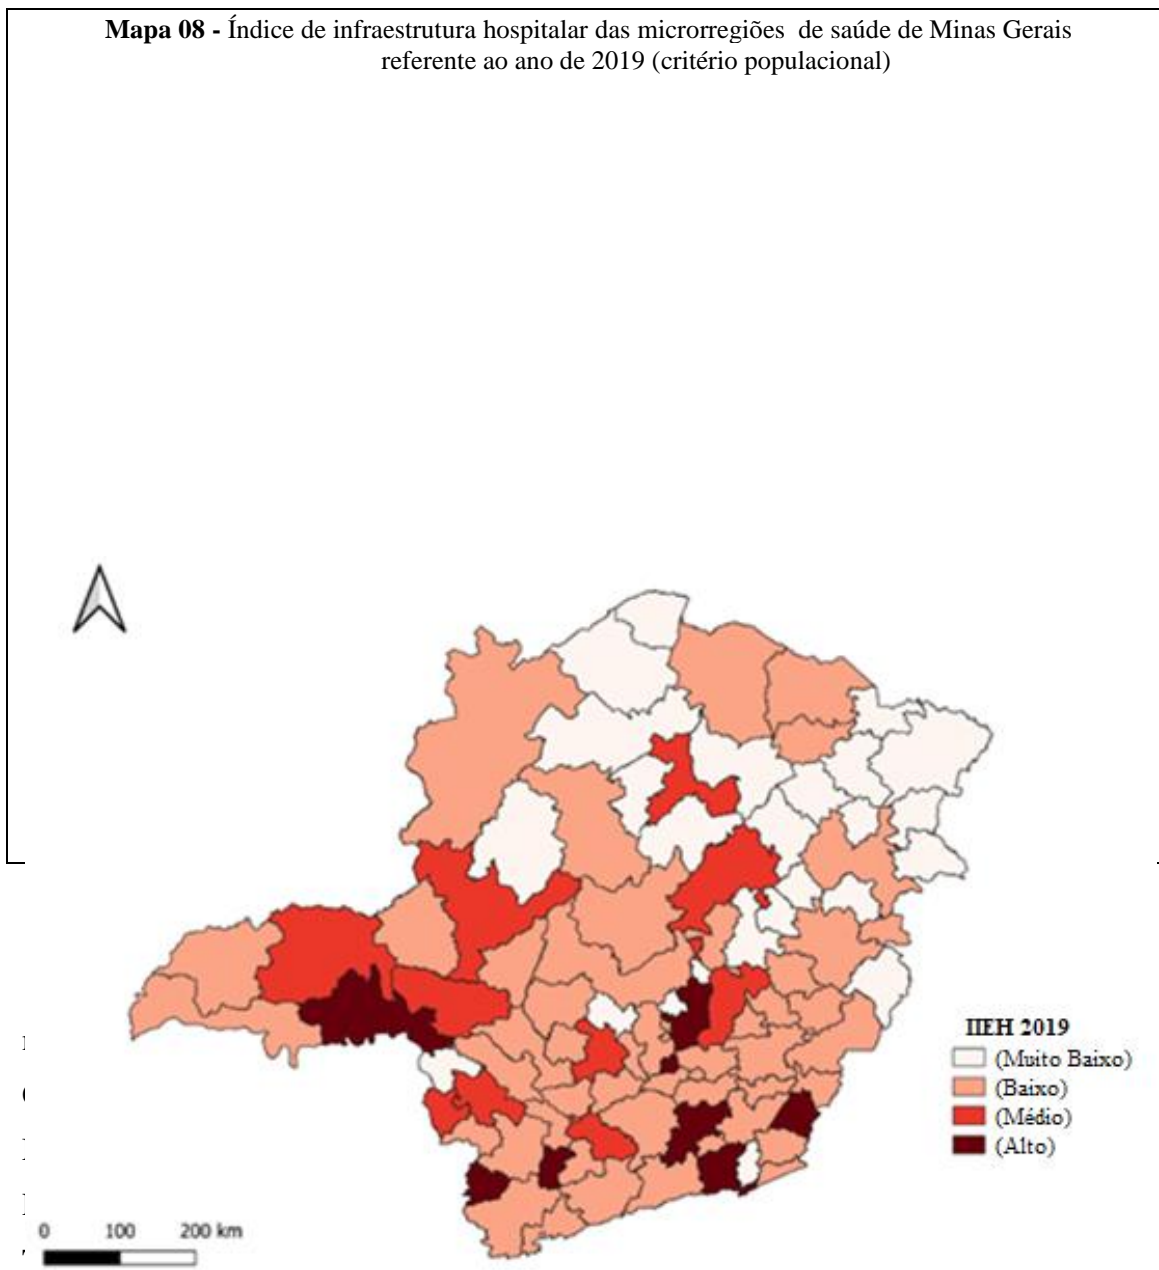 Mapa 08 - Índice de infraestrutura hospitalar das microrregiões de saúde de Minas Gerais
referente ao ano de 2019 (critério populacional)
IIEH 2019
(Muito Baixo)
(Baixo)
(Médio)
(Alto)
0 100 200 km